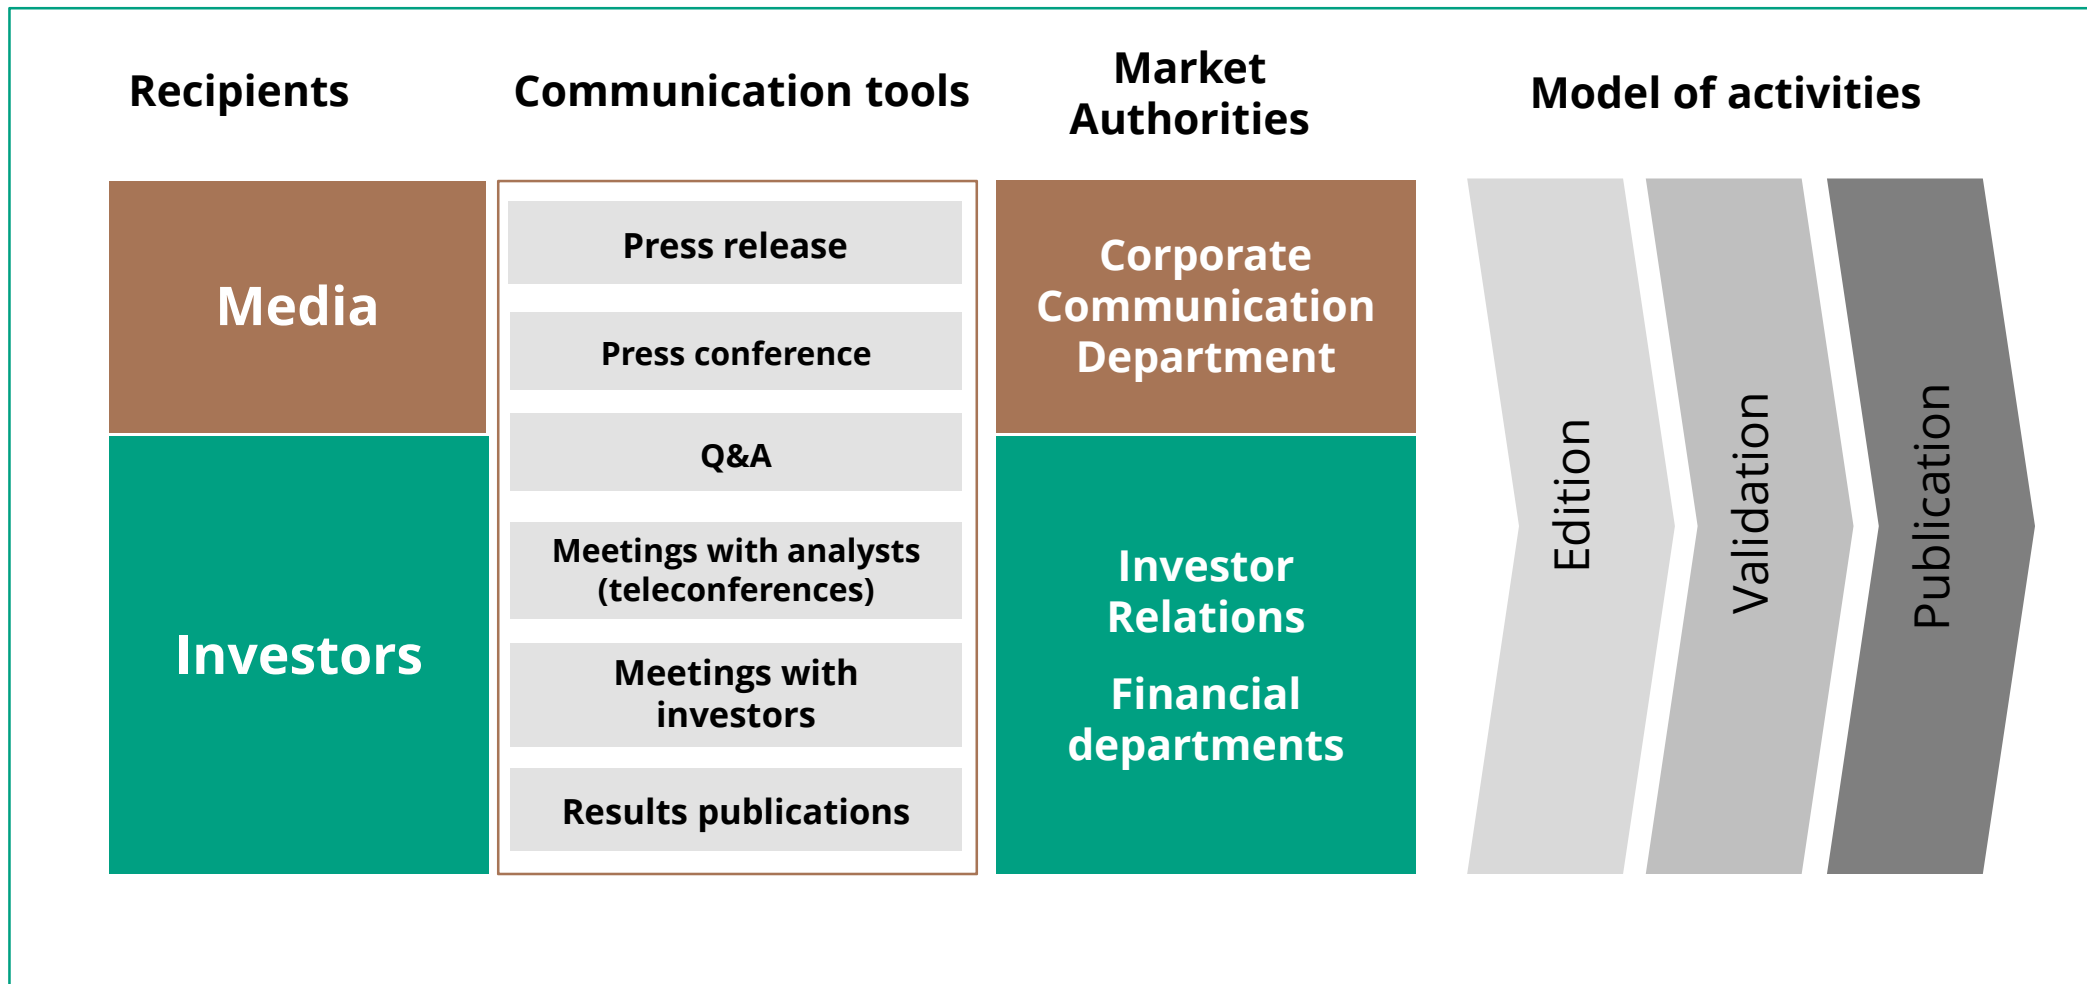 Recipients
Communication tools
Market
Authorities
Model of activities
Media
Investors
Press release
Press conference
Q&A
Meetings with analysts
(teleconferences)
Meetings with
investors
Results publications
Corporate
Communication
Department
Investor
Relations
Financial
departments
Edition
Validation
Publication